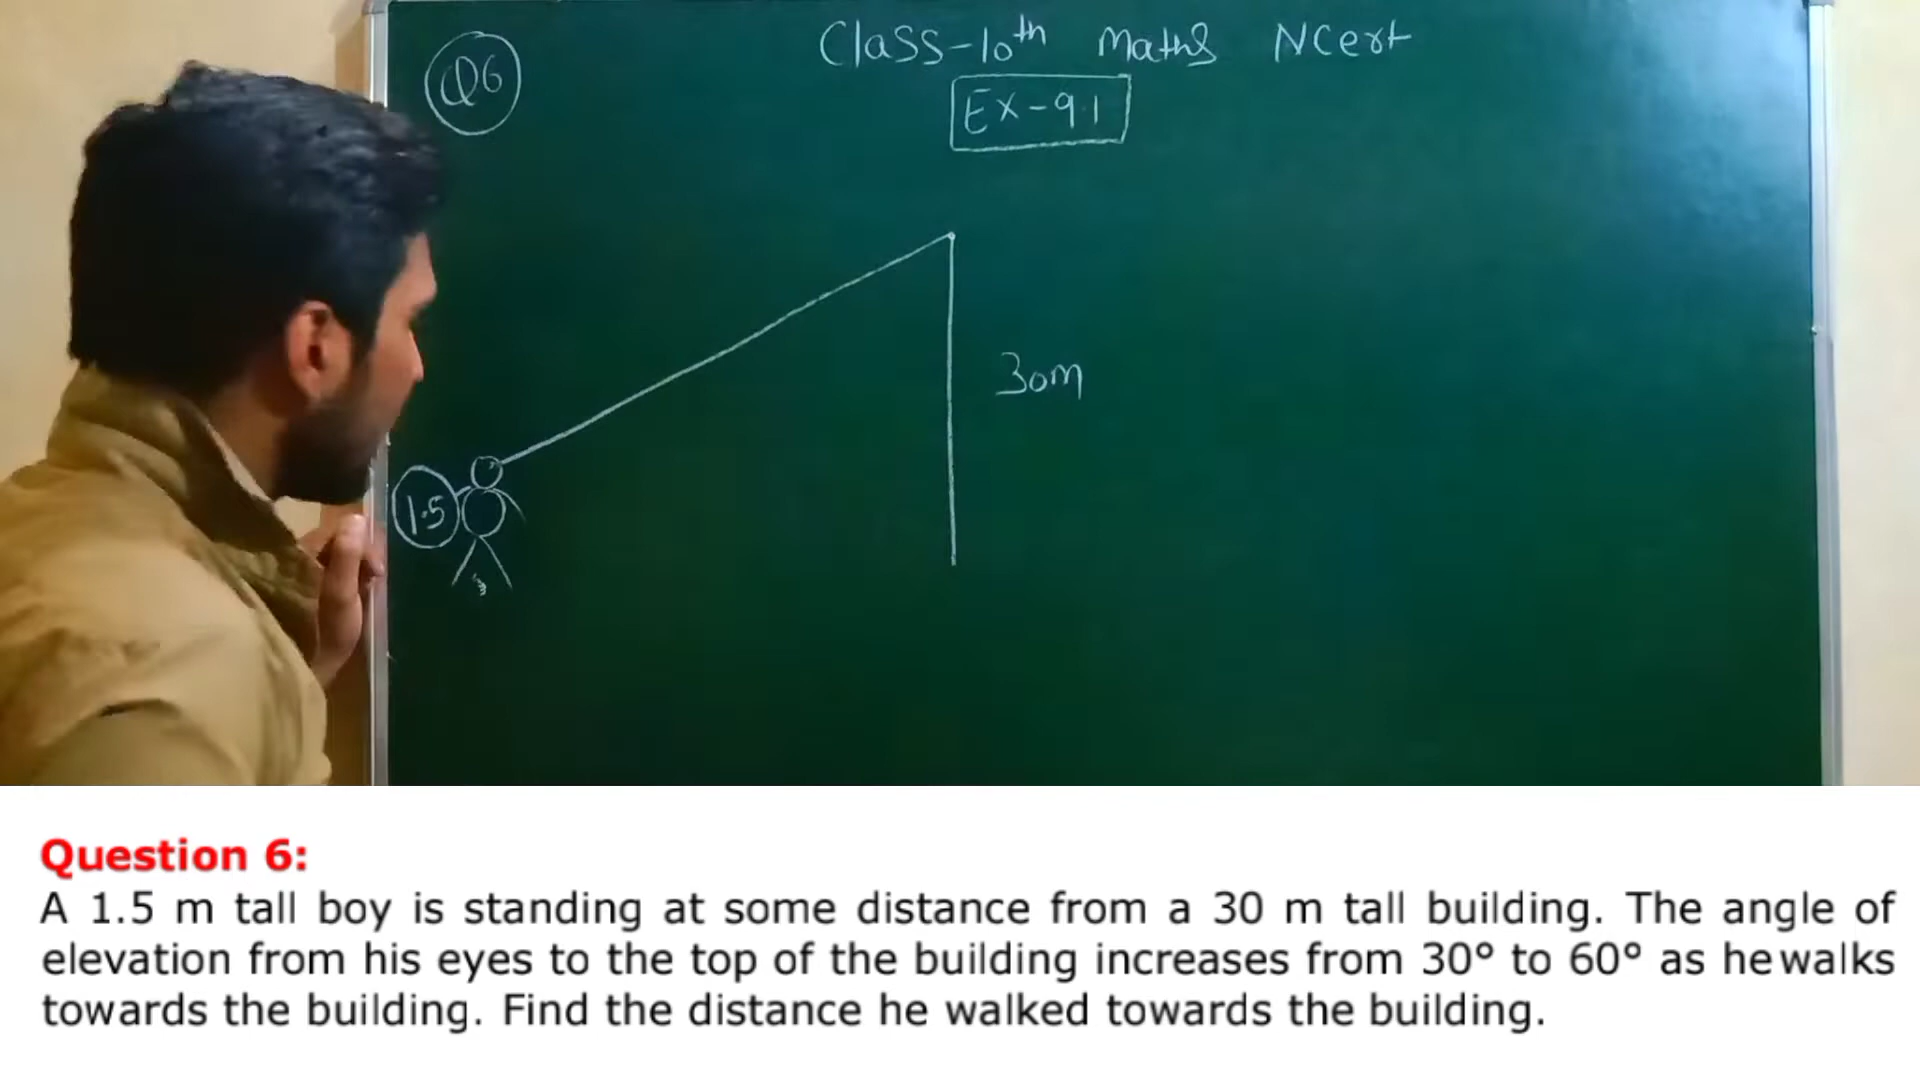 Q6
Class-10th Maths NCert
Ex-9.1
30m
1.5
Question 6:
A 1.5 m tall boy is standing at some distance from a 30 m tall building. The angle of
elevation from his eyes to the top of the building increases from 30° to 60° as he walks
towards the building. Find the distance he walked towards the building.